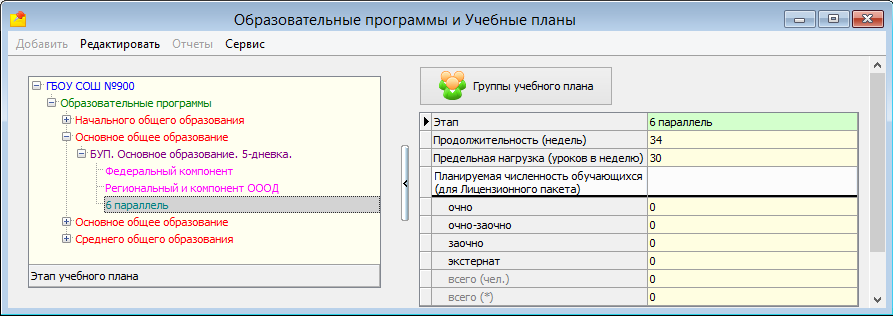 Образовательные программы и Учебные планы
Добавить Редактировать Отчеты Сервис
ГБОУ СОШ №900
Образовательные программы
Начального общего образования
Основное общее образование
БУП. Основное образование. 5-дневка.
Федеральный компонент
Региональный и компонент ОООД
6 параллель
Основное общее образование
Среднего общего образования
Этап учебного плана
Группы учебного плана
Этап 6 параллель
Продолжительность (недель) 34
Предельная нагрузка (уроков в неделю) 30
Планируемая численность обучающихся
(для Лицензионного пакета)
очно 0
очно-заочно 0
заочно 0
экстернат 0
всего (чел.) 0
всего (*) 0